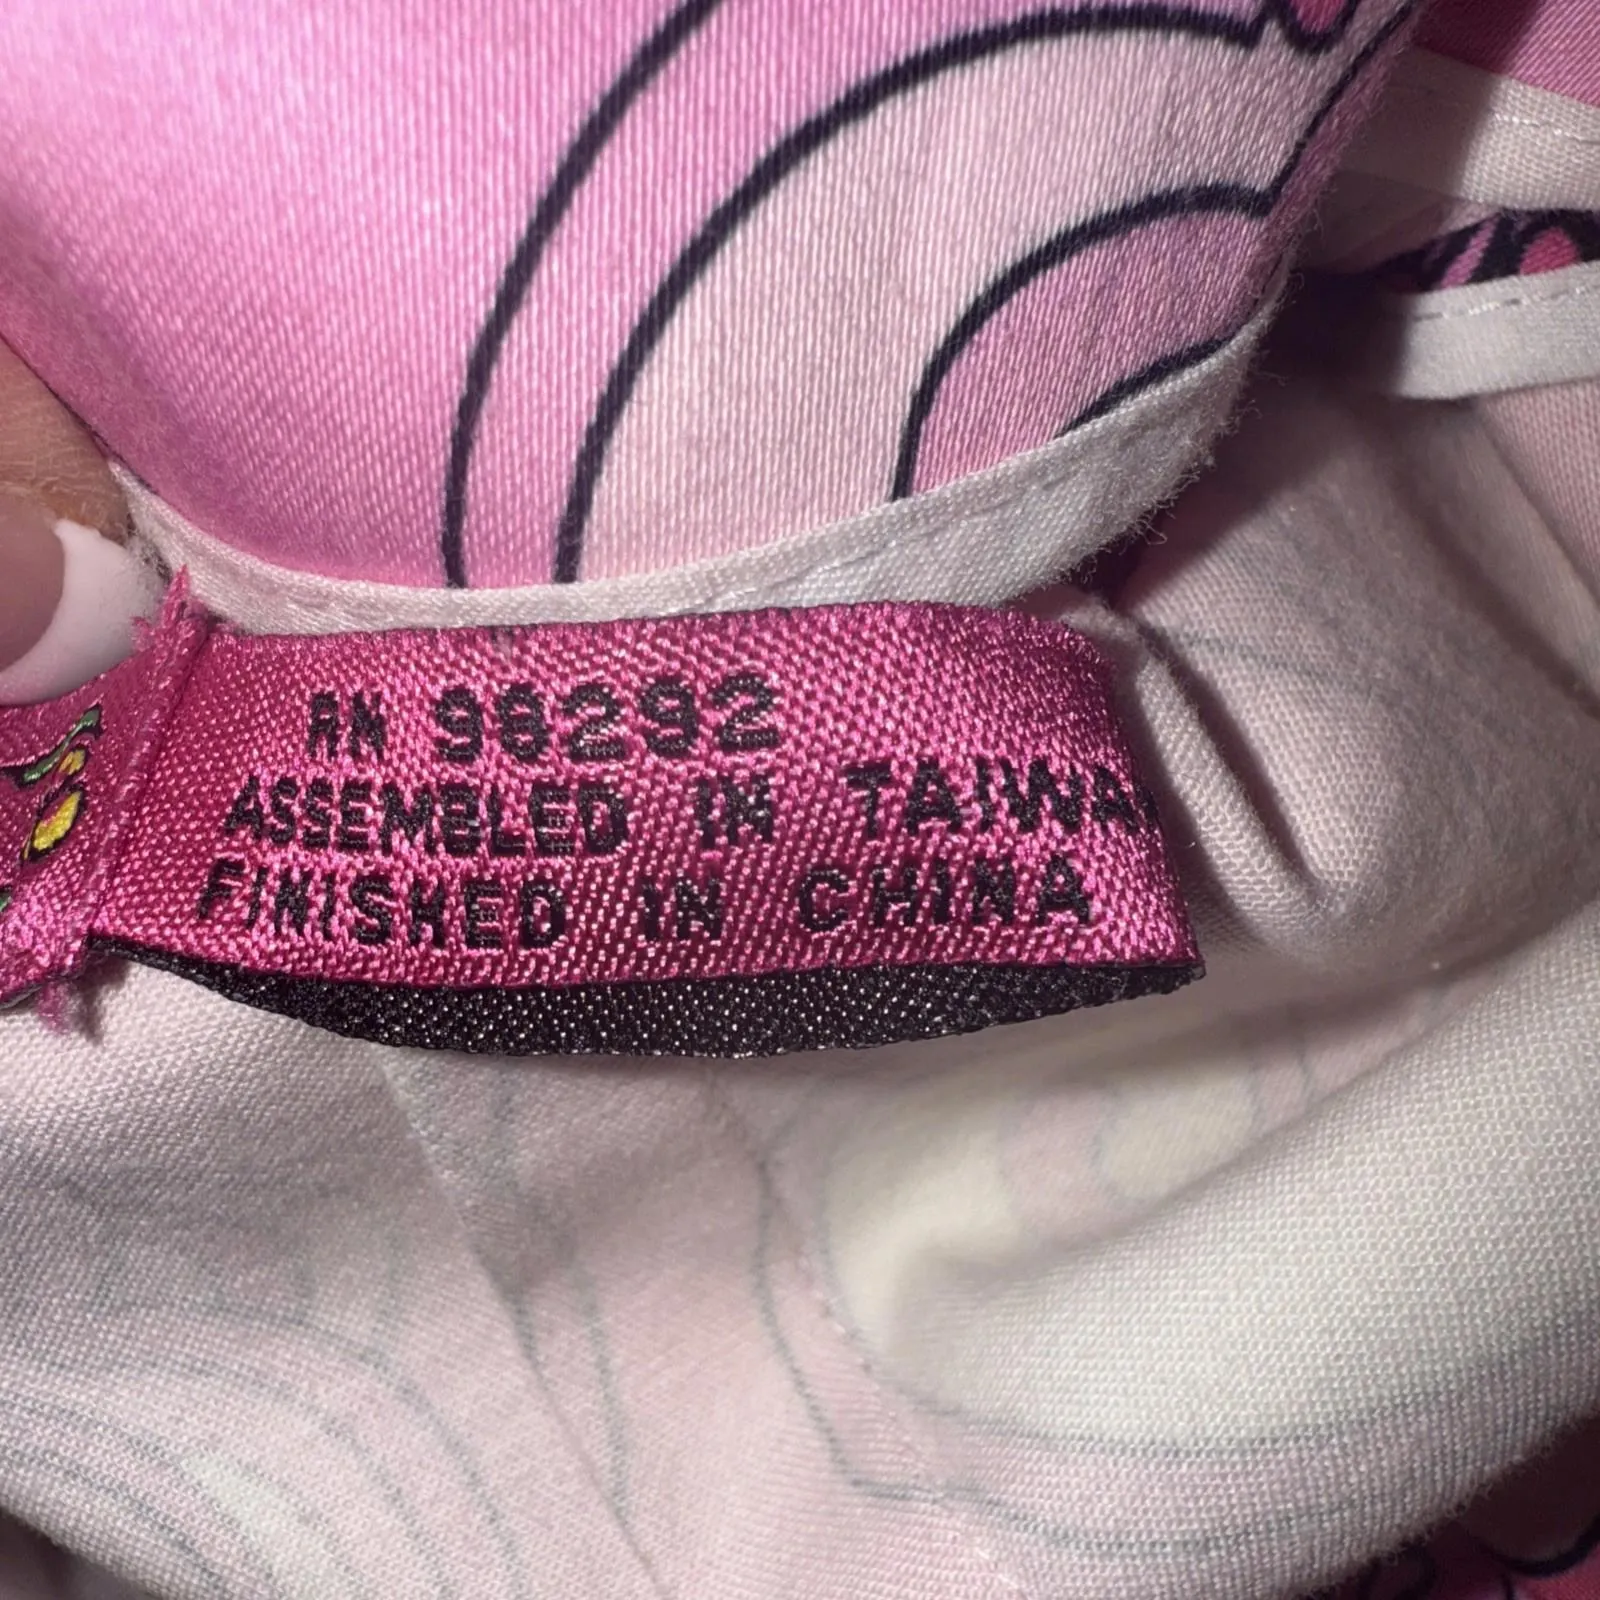 RN 98292
ASSEMBLED IN TAIWA
FINISHED IN CHINA